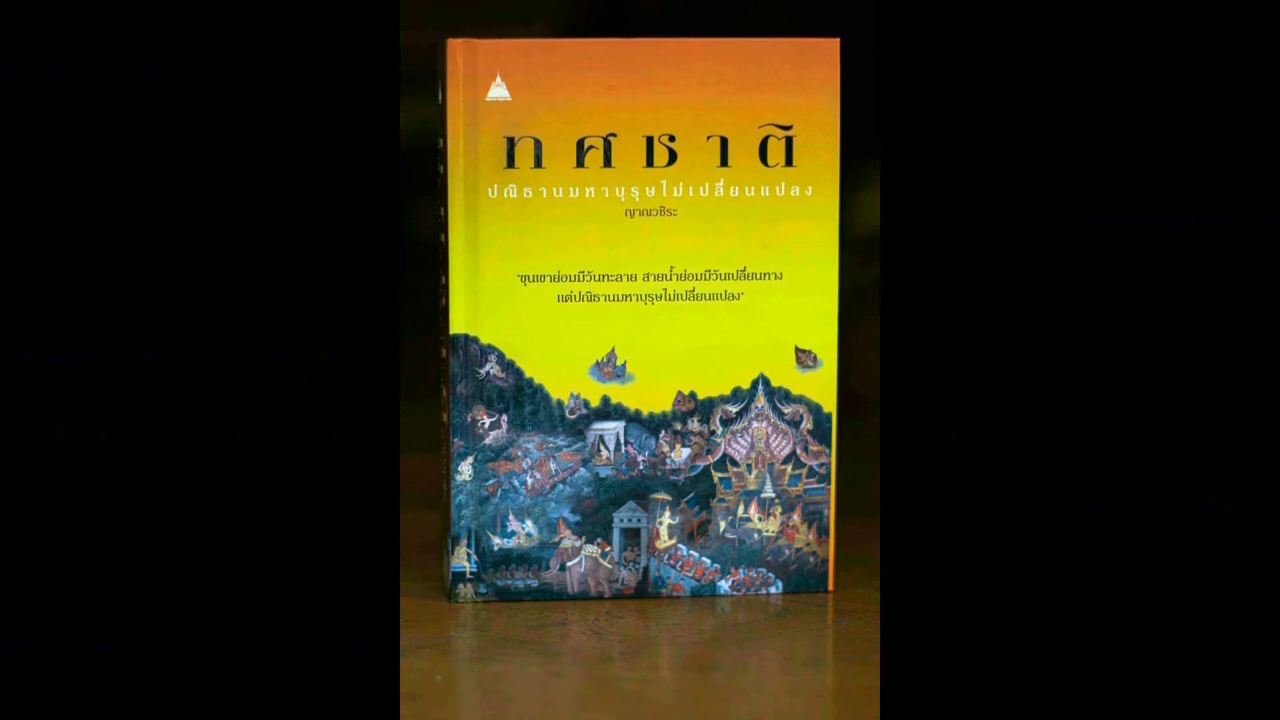 ทศชาติ
ปณิธานมหาบุรุษไม่เปลี่ยนแปลง
ญาณวชิระ
"ขุนเขาย่อมมีวันทะลาย สายน้ำย่อมมีวันเปลี่ยนทาง
แต่ปณิธานมหาบุรุษไม่เปลี่ยนแปลง"